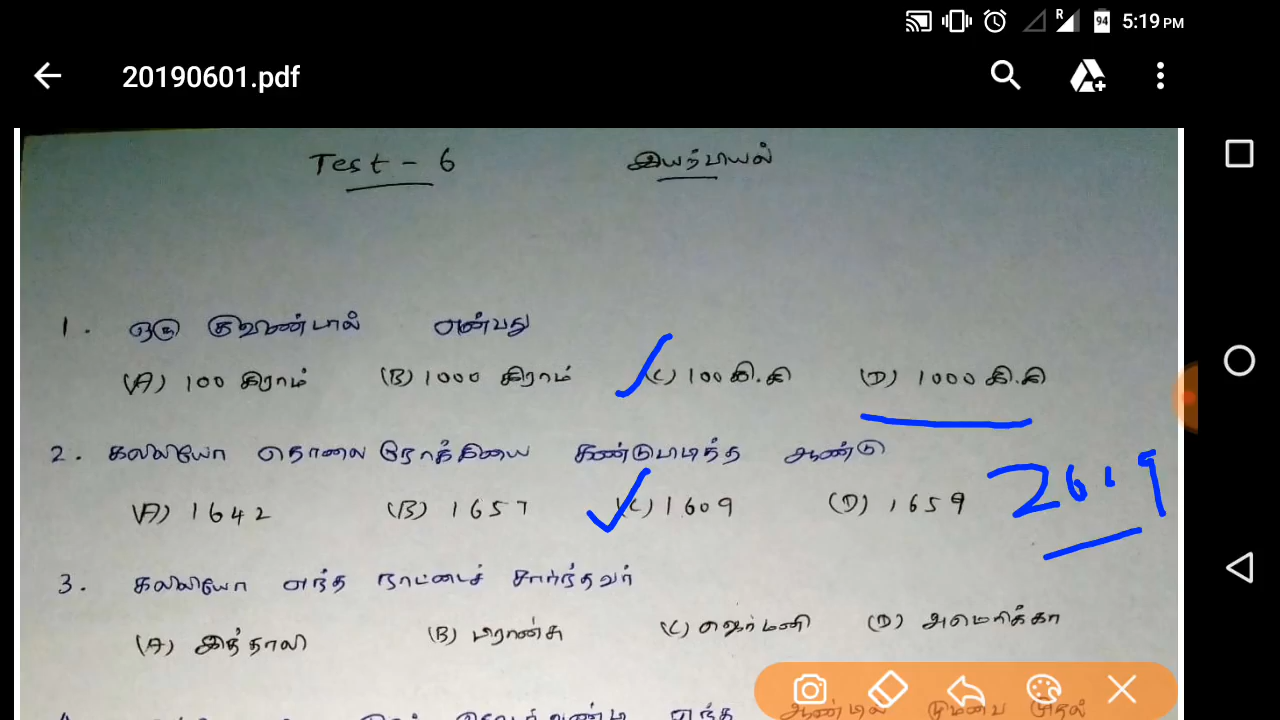 94 5:19 PM
20190601.pdf
Test - 6 இயற்பியல்
1. ஒரு குவிண்டால் என்பது
(A) 100 கிராம் (B) 1000 கிராம் (C) 100 கி.கி (D) 1000 கி.கி
2. கலிலியோ தொலை நோக்கியை கண்டுபிடித்த ஆண்டு
(A) 1642 (B) 1657 (C) 1609 (D) 1659
3. கலிலியோ எந்த நாட்டைச் சார்ந்தவர்
(A) இத்தாலி (B) பிரான்சு (C) ஜெர்மனி (D) அமெரிக்கா